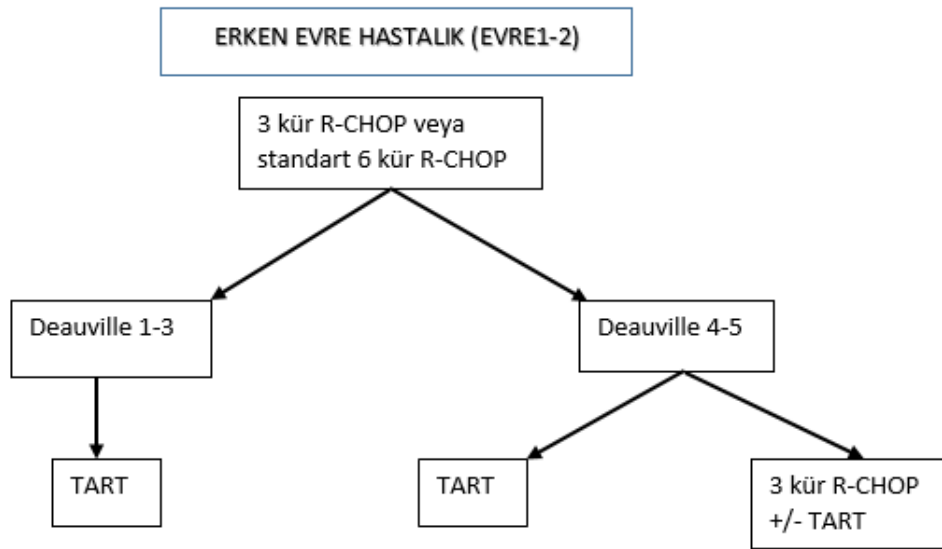 ERKEN EVRE HASTALIK (EVRE1-2)
3 kür R-CHOP veya
standart 6 kür R-CHOP
Deauville 1-3
Deauville 4-5
TART
TART
3 kür R-CHOP
+/- TART